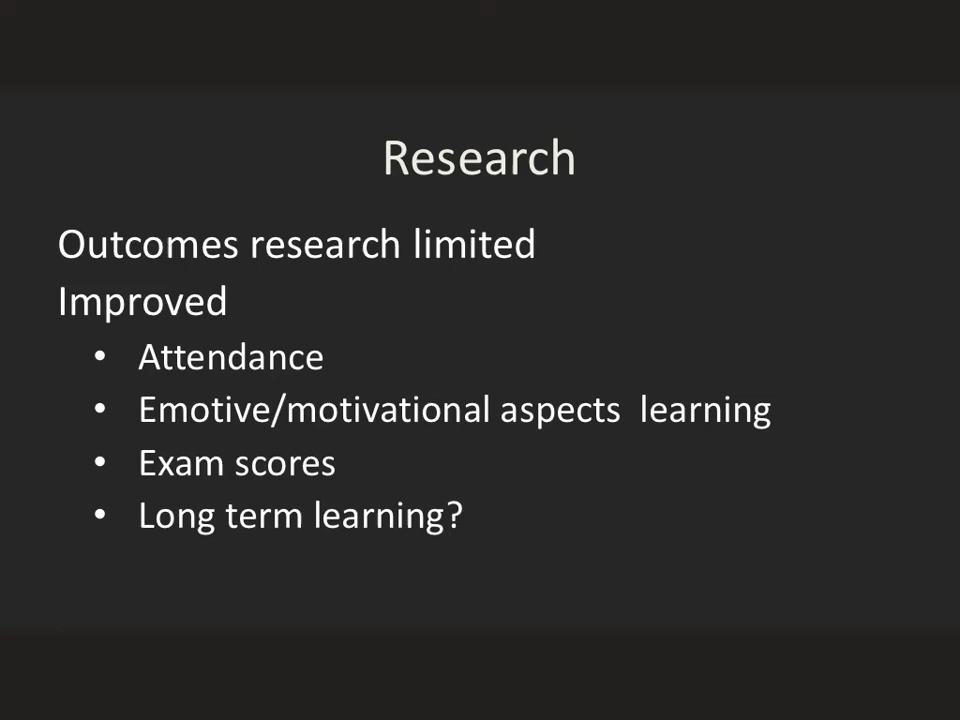 Research
Outcomes research limited
Improved
• Attendance
• Emotive/motivational aspects  learning
• Exam scores
• Long term learning?